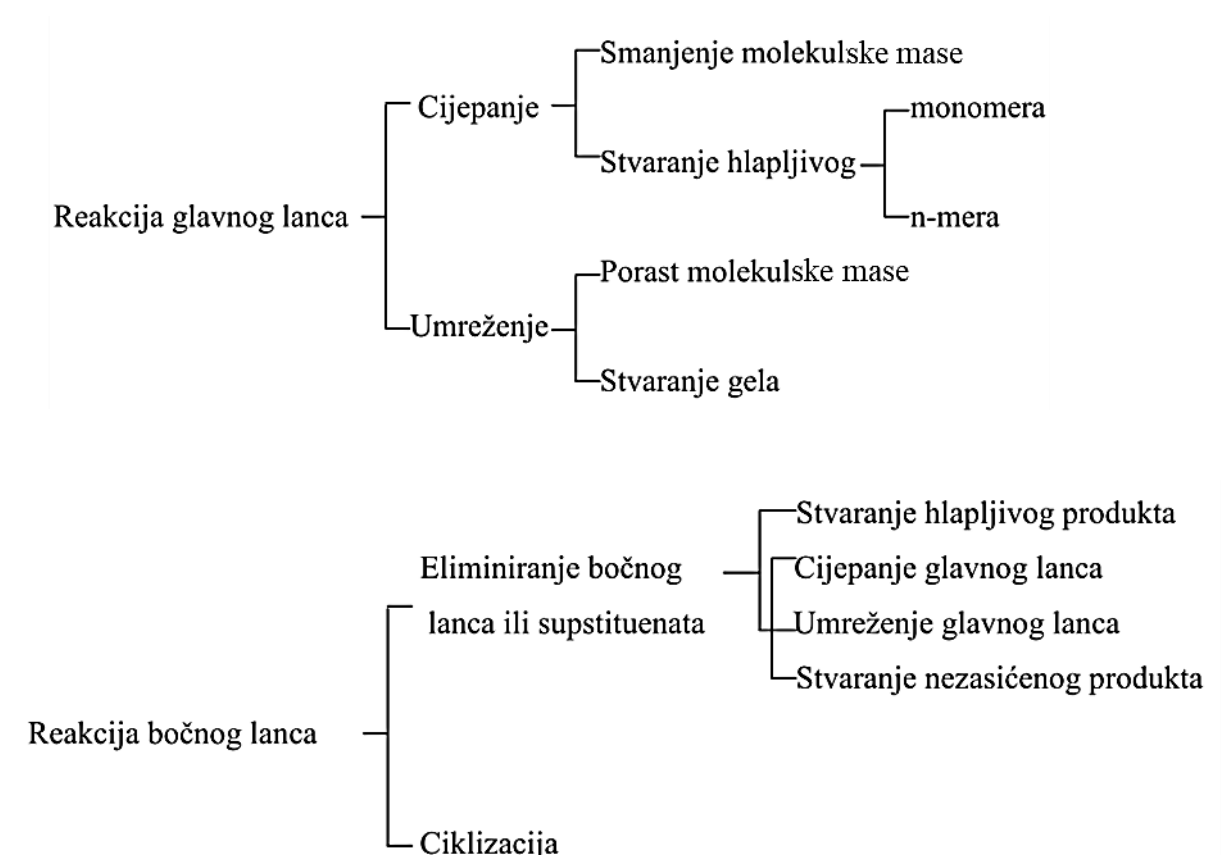 Smanjenje molekulske mase
Cijepanje
monomera
Stvaranje hlapljivog
Reakcija glavnog lanca
n-mera
Porast molekulske mase
Umreženje
Stvaranje gela
Stvaranje hlapljivog produkta
Eliminiranje bočnog
Cijepanje glavnog lanca
lanca ili supstituenata
Umreženje glavnog lanca
Stvaranje nezasićenog produkta
Reakcija bočnog lanca
Ciklizacija